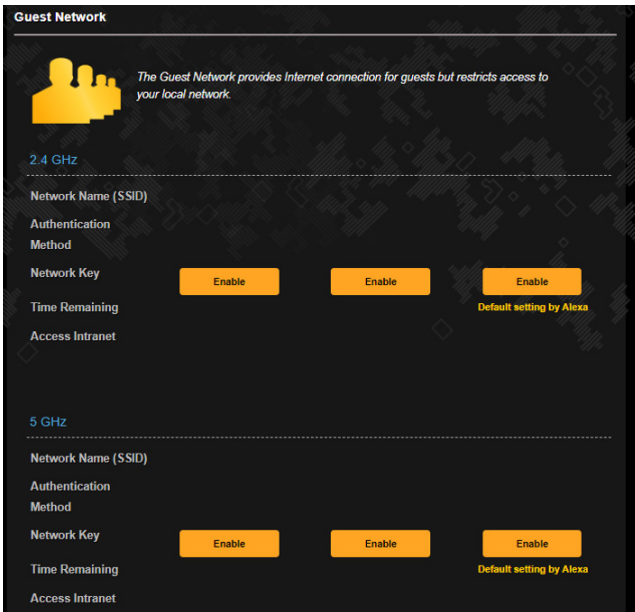 Guest Network
The Guest Network provides Internet connection for guests but restricts access to
your local network.
2.4 GHz
Network Name (SSID)
Authentication
Method
Network Key
Enable
Enable
Enable
Time Remaining
Default setting by Alexa
Access Intranet
5 GHz
Network Name (SSID)
Authentication
Method
Network Key
Enable
Enable
Enable
Time Remaining
Default setting by Alexa
Access Intranet